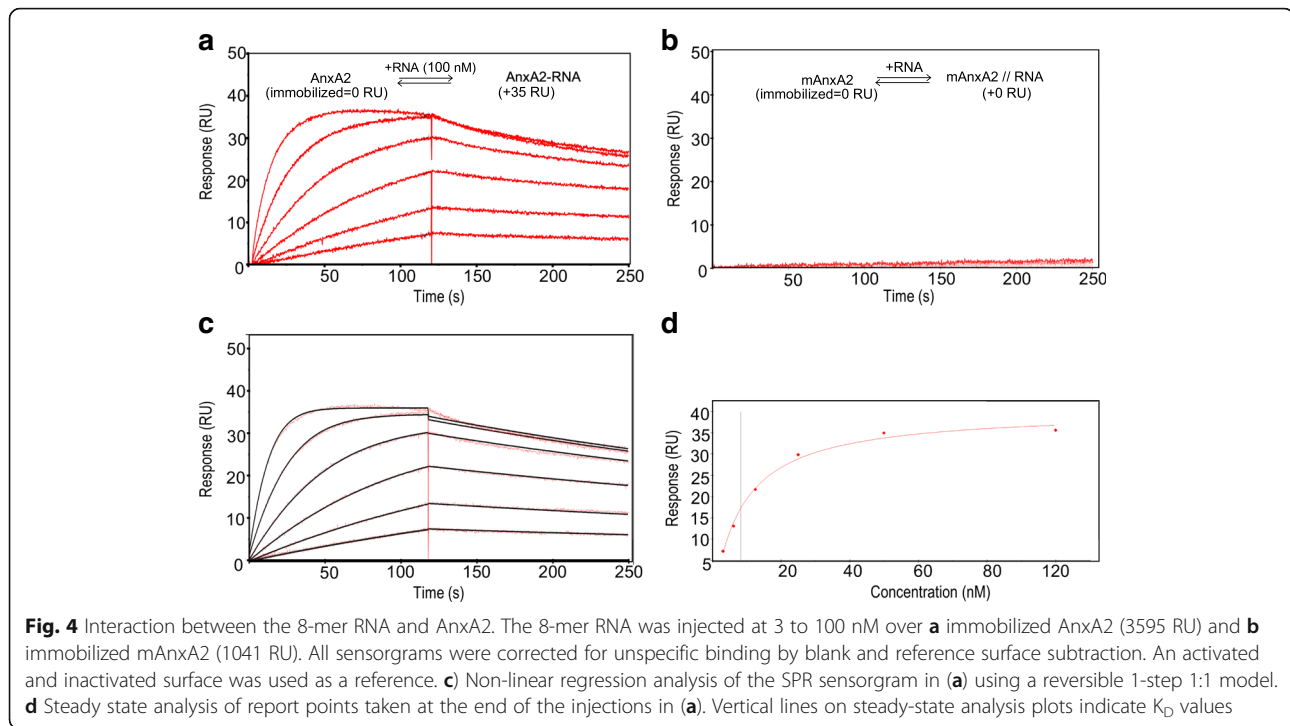 a
50
40
30
20
10
0
Response (RU)
AnxA2
(immobilized=0 RU)
+RNA (100 nM)
AnxA2-RNA
(+35 RU)
50
100
150
200
250
Time (s)
b
50
40
30
20
10
0
Response (RU)
mAnxA2
(immobilized=0 RU)
+RNA
mAnxA2 // RNA
(+0 RU)
50
100
150
200
250
Time (s)
c
50
40
30
20
10
0
Response (RU)
50
100
150
200
250
Time (s)
d
40
35
30
25
20
15
10
5
Response (RU)
20
40
60
80
100
120
Concentration (nM)
Fig. 4 Interaction between the 8-mer RNA and AnxA2. The 8-mer RNA was injected at 3 to 100 nM over a immobilized AnxA2 (3595 RU) and b
immobilized mAnxA2 (1041 RU). All sensorgrams were corrected for unspecific binding by blank and reference surface subtraction. An activated
and inactivated surface was used as a reference. c) Non-linear regression analysis of the SPR sensorgram in (a) using a reversible 1-step 1:1 model.
d Steady state analysis of report points taken at the end of the injections in (a). Vertical lines on steady-state analysis plots indicate KD values